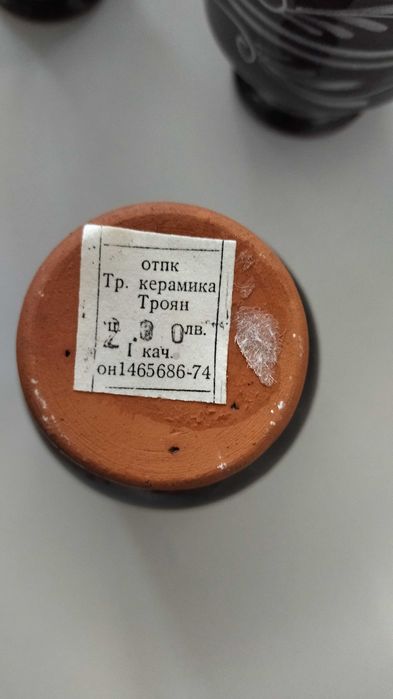 отпк
Тр. керамика
Троян
ц. 2.30 лв.
I кач.
он1465686-74